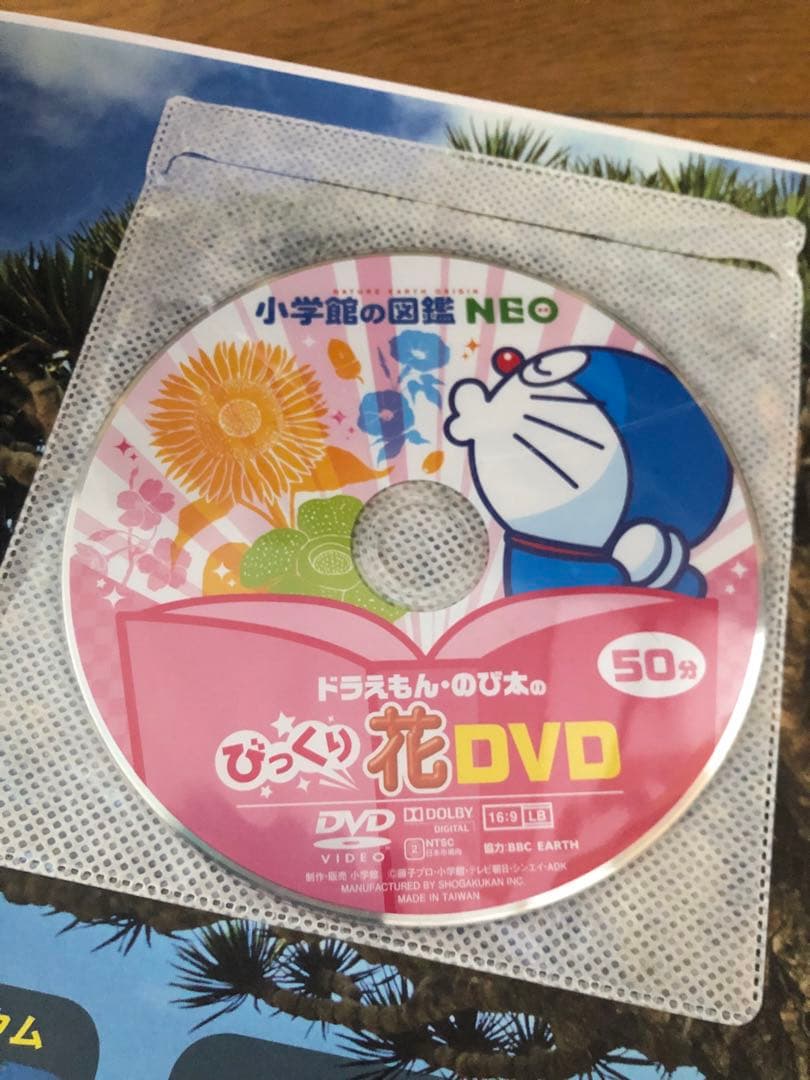 NATURE EARTH ORIGIN
小学館の図鑑 NEO
50分
ドラえもん・のび太の
びっくり花DVD
DVD VIDEO
DOLBY DIGITAL
16:9 LB
2 NTSC 日本市場向
協力:BBC EARTH
制作・販売 小学館 ©藤子プロ・小学館・テレビ朝日・シンエイ・ADK
MANUFACTURED BY SHOGAKUKAN INC.
MADE IN TAIWAN
ウム